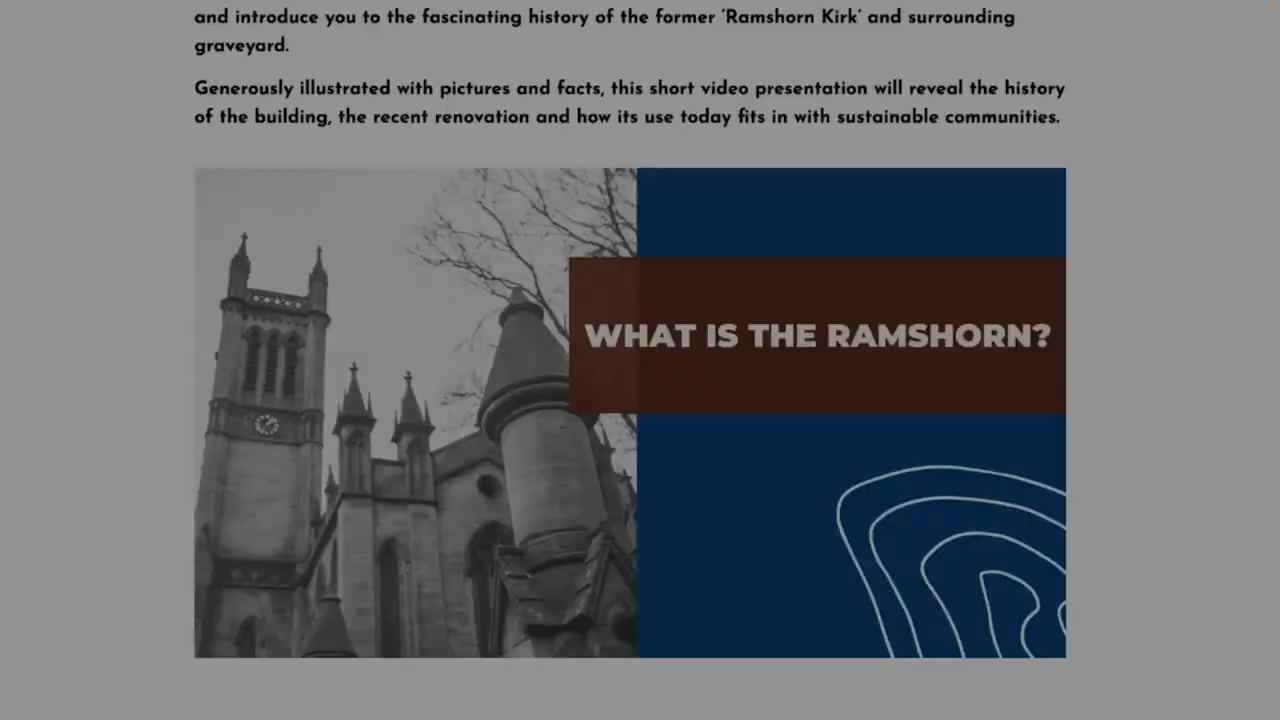 and introduce you to the fascinating history of the former ‘Ramshorn Kirk’ and surrounding
graveyard.
Generously illustrated with pictures and facts, this short video presentation will reveal the history
of the building, the recent renovation and how its use today fits in with sustainable communities.
WHAT IS THE RAMSHORN?